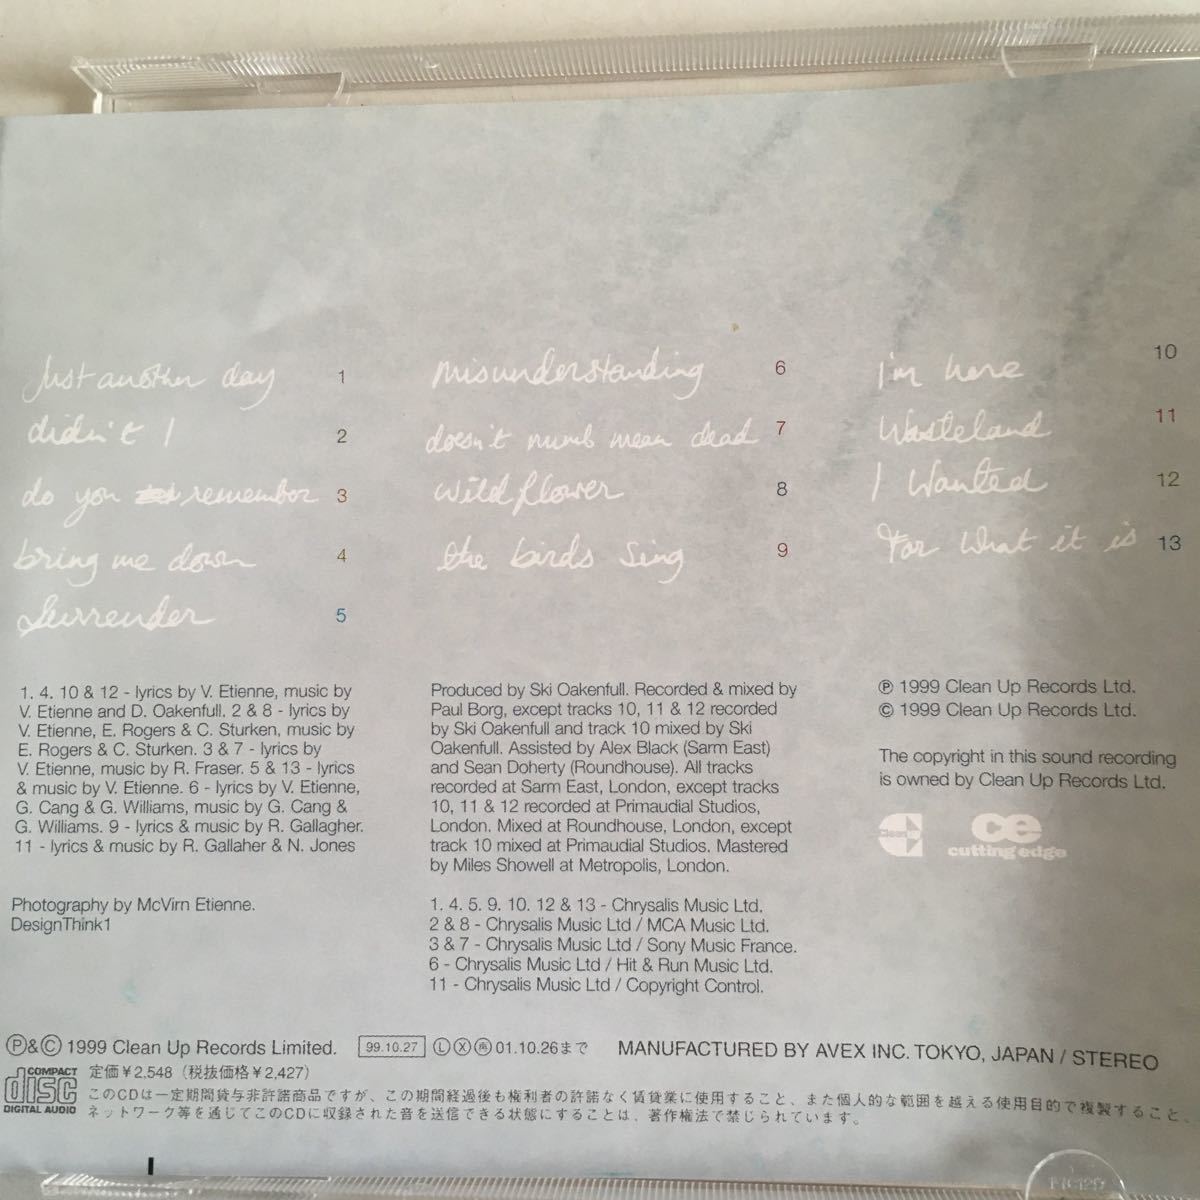 Just another day 1
didn't I 2
do you remember 3
bring me down 4
Surrender 5
misunderstanding 6
doesn't numb mean dead 7
wildflower 8
the birds sing 9
I'm here 10
Wasteland 11
I Wanted 12
For What it is 13
1. 4. 10 & 12 - lyrics by V. Etienne, music by
V. Etienne and D. Oakenfull. 2 & 8 - lyrics by
V. Etienne, E. Rogers & C. Sturken, music by
E. Rogers & C. Sturken. 3 & 7 - lyrics by
V. Etienne, music by R. Fraser. 5 & 13 - lyrics
& music by V. Etienne. 6 - lyrics by V. Etienne,
G. Cang & G. Williams, music by G. Cang &
G. Williams. 9 - lyrics & music by R. Gallagher.
11 - lyrics & music by R. Gallaher & N. Jones
Photography by McVirn Etienne.
DesignThink1
Produced by Ski Oakenfull. Recorded & mixed by
Paul Borg, except tracks 10, 11 & 12 recorded
by Ski Oakenfull and track 10 mixed by Ski
Oakenfull. Assisted by Alex Black (Sarm East)
and Sean Doherty (Roundhouse). All tracks
recorded at Sarm East, London, except tracks
10, 11 & 12 recorded at Primaudial Studios,
London. Mixed at Roundhouse, London, except
track 10 mixed at Primaudial Studios. Mastered
by Miles Showell at Metropolis, London.
1. 4. 5. 9. 10. 12 & 13 - Chrysalis Music Ltd.
2 & 8 - Chrysalis Music Ltd / MCA Music Ltd.
3 & 7 - Chrysalis Music Ltd / Sony Music France.
6 - Chrysalis Music Ltd / Hit & Run Music Ltd.
11 - Chrysalis Music Ltd / Copyright Control.
℗ 1999 Clean Up Records Ltd.
© 1999 Clean Up Records Ltd.
The copyright in this sound recording
is owned by Clean Up Records Ltd.
Clean Up
ce
cutting edge
℗&© 1999 Clean Up Records Limited. 99.10.27 Ⓛ Ⓧ ㊞ 01.10.26まで MANUFACTURED BY AVEX INC. TOKYO, JAPAN / STEREO
COMPACT
disc
DIGITAL AUDIO
定価¥2,548(税抜価格¥2,427)
このCDは一定期間貸与非許諾商品ですが、この期間経過後も権利者の許諾なく賃貸業に使用すること、また個人的な範囲を越える使用目的で複製すること、
ネットワーク等を通じてこのCDに収録された音を送信できる状態にすることは、著作権法で禁じられています。